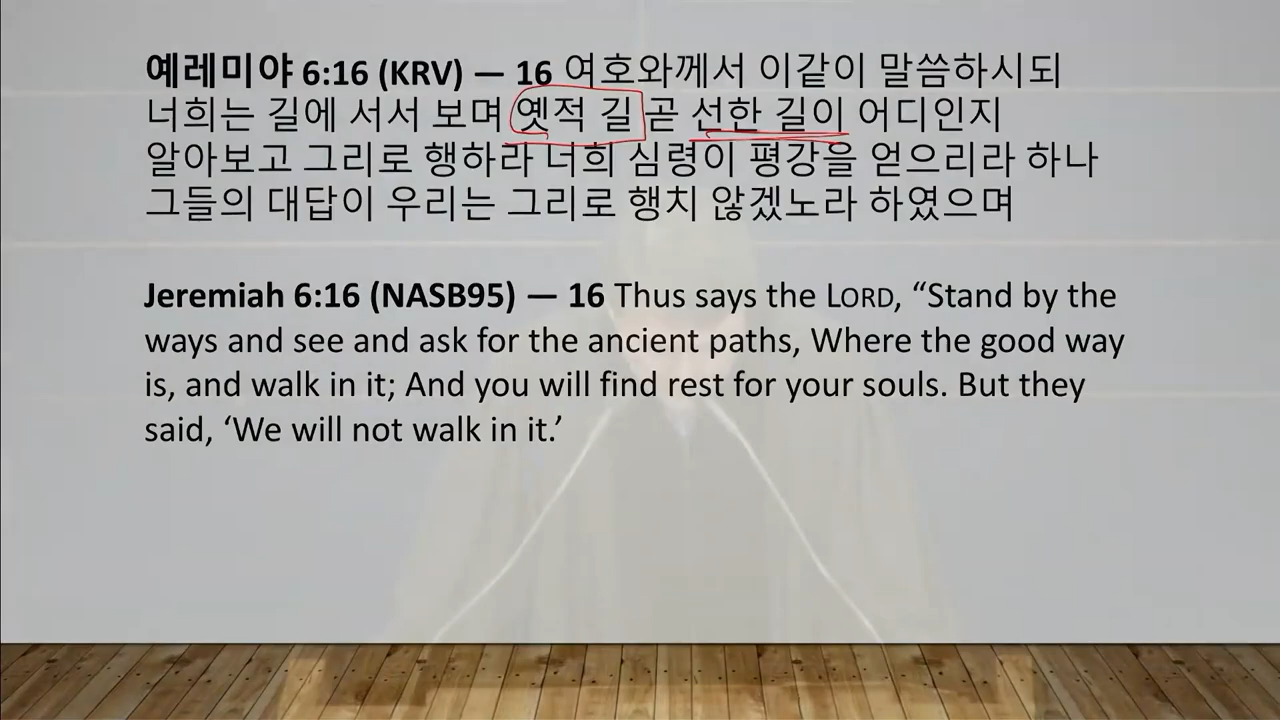 예레미야 6:16 (KRV) — 16 여호와께서 이같이 말씀하시되
너희는 길에 서서 보며 옛적 길 곧 선한 길이 어디인지
알아보고 그리로 행하라 너희 심령이 평강을 얻으리라 하나
그들의 대답이 우리는 그리로 행치 않겠노라 하였으며
Jeremiah 6:16 (NASB95) — 16 Thus says the LORD, “Stand by the
ways and see and ask for the ancient paths, Where the good way
is, and walk in it; And you will find rest for your souls. But they
said, ‘We will not walk in it.’